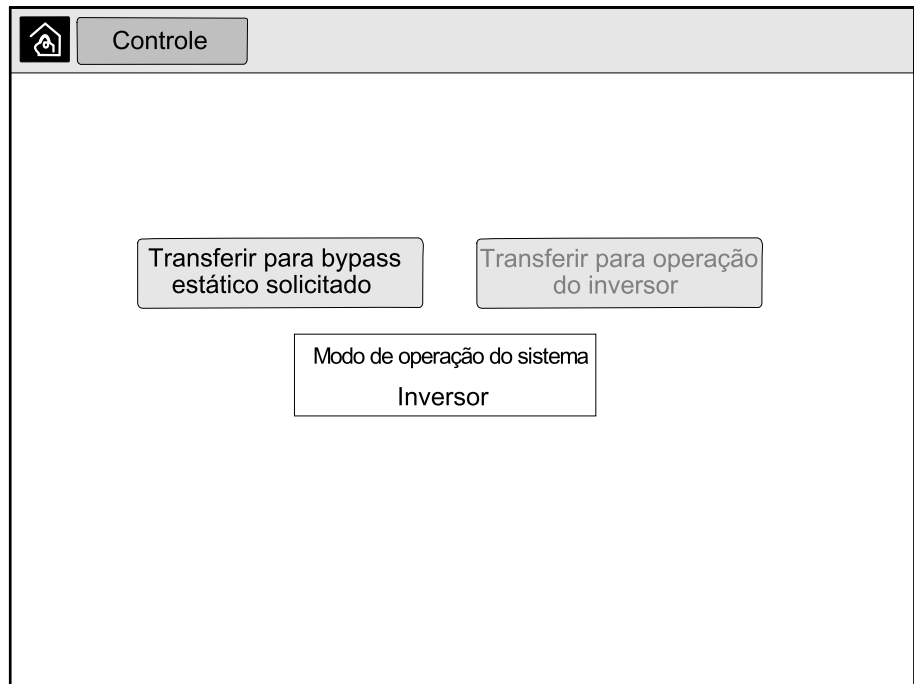 Controle
Transferir para bypass
estático solicitado
Transferir para operação
do inversor
Modo de operação do sistema
Inversor